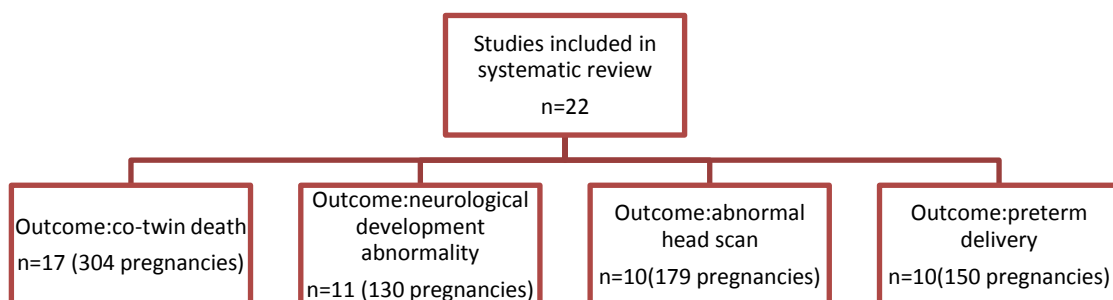 Studies included in
systematic review
n=22
Outcome:co-twin death
n=17 (304 pregnancies)
Outcome:neurological
development
abnormality
n=11 (130 pregnancies)
Outcome:abnormal
head scan
n=10(179 pregnancies)
Outcome:preterm
delivery
n=10(150 pregnancies)